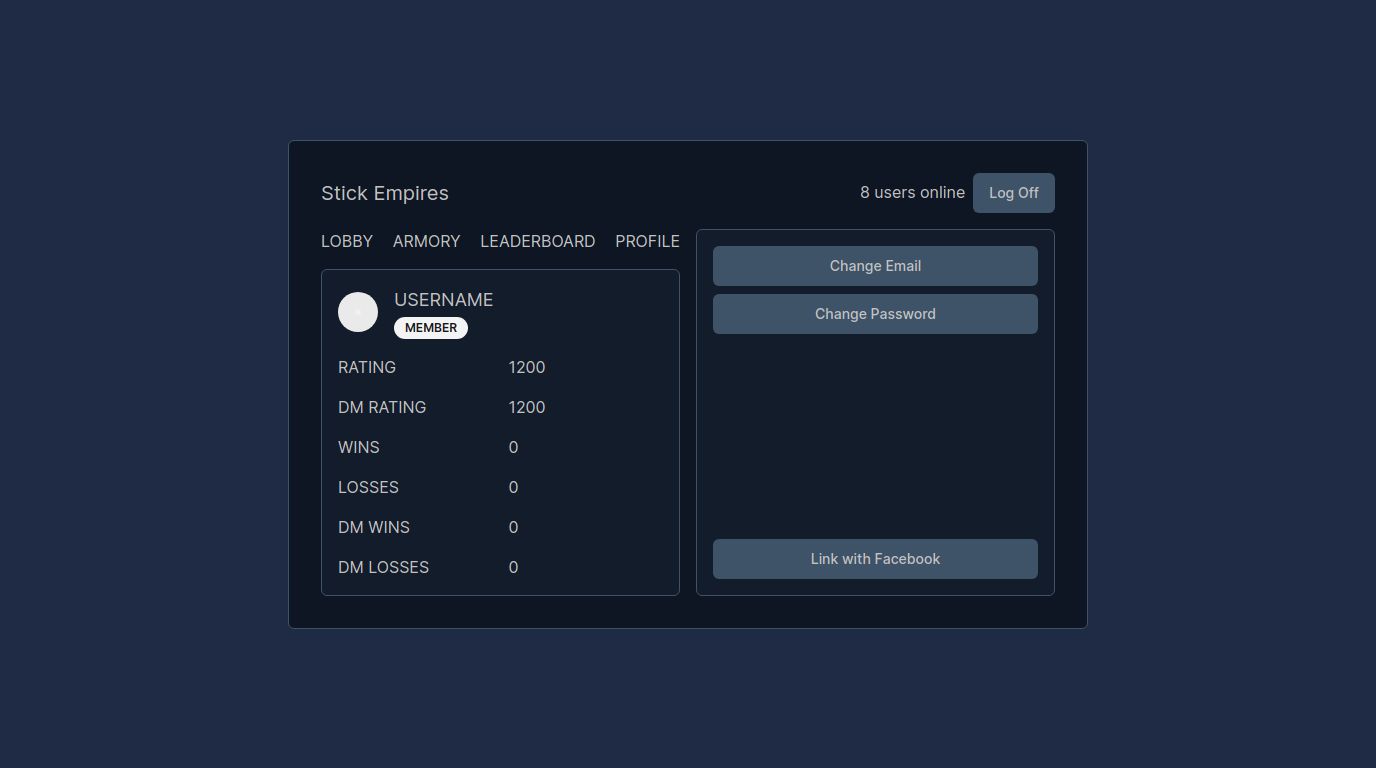 Stick Empires
8 users online
Log Off
LOBBY ARMORY LEADERBOARD PROFILE
USERNAME
MEMBER
RATING 1200
DM RATING 1200
WINS 0
LOSSES 0
DM WINS 0
DM LOSSES 0
Change Email
Change Password
Link with Facebook